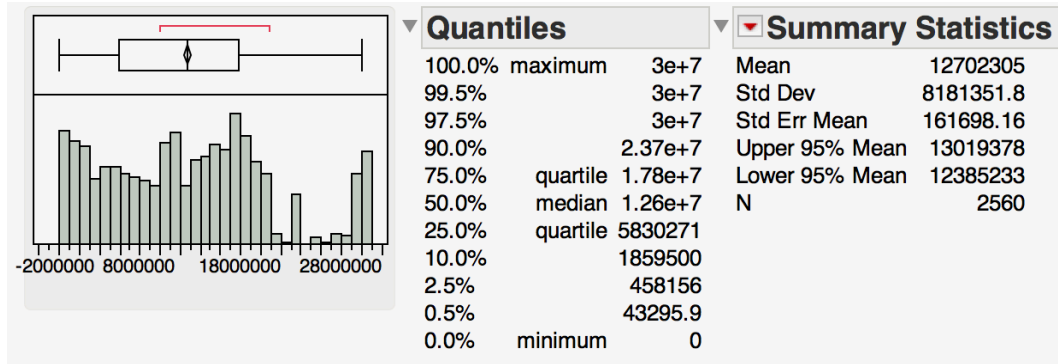 -2000000 8000000 18000000 28000000
Quantiles
100.0% maximum 3e+7
99.5% 3e+7
97.5% 3e+7
90.0% 2.37e+7
75.0% quartile 1.78e+7
50.0% median 1.26e+7
25.0% quartile 5830271
10.0% 1859500
2.5% 458156
0.5% 43295.9
0.0% minimum 0
Summary Statistics
Mean 12702305
Std Dev 8181351.8
Std Err Mean 161698.16
Upper 95% Mean 13019378
Lower 95% Mean 12385233
N 2560